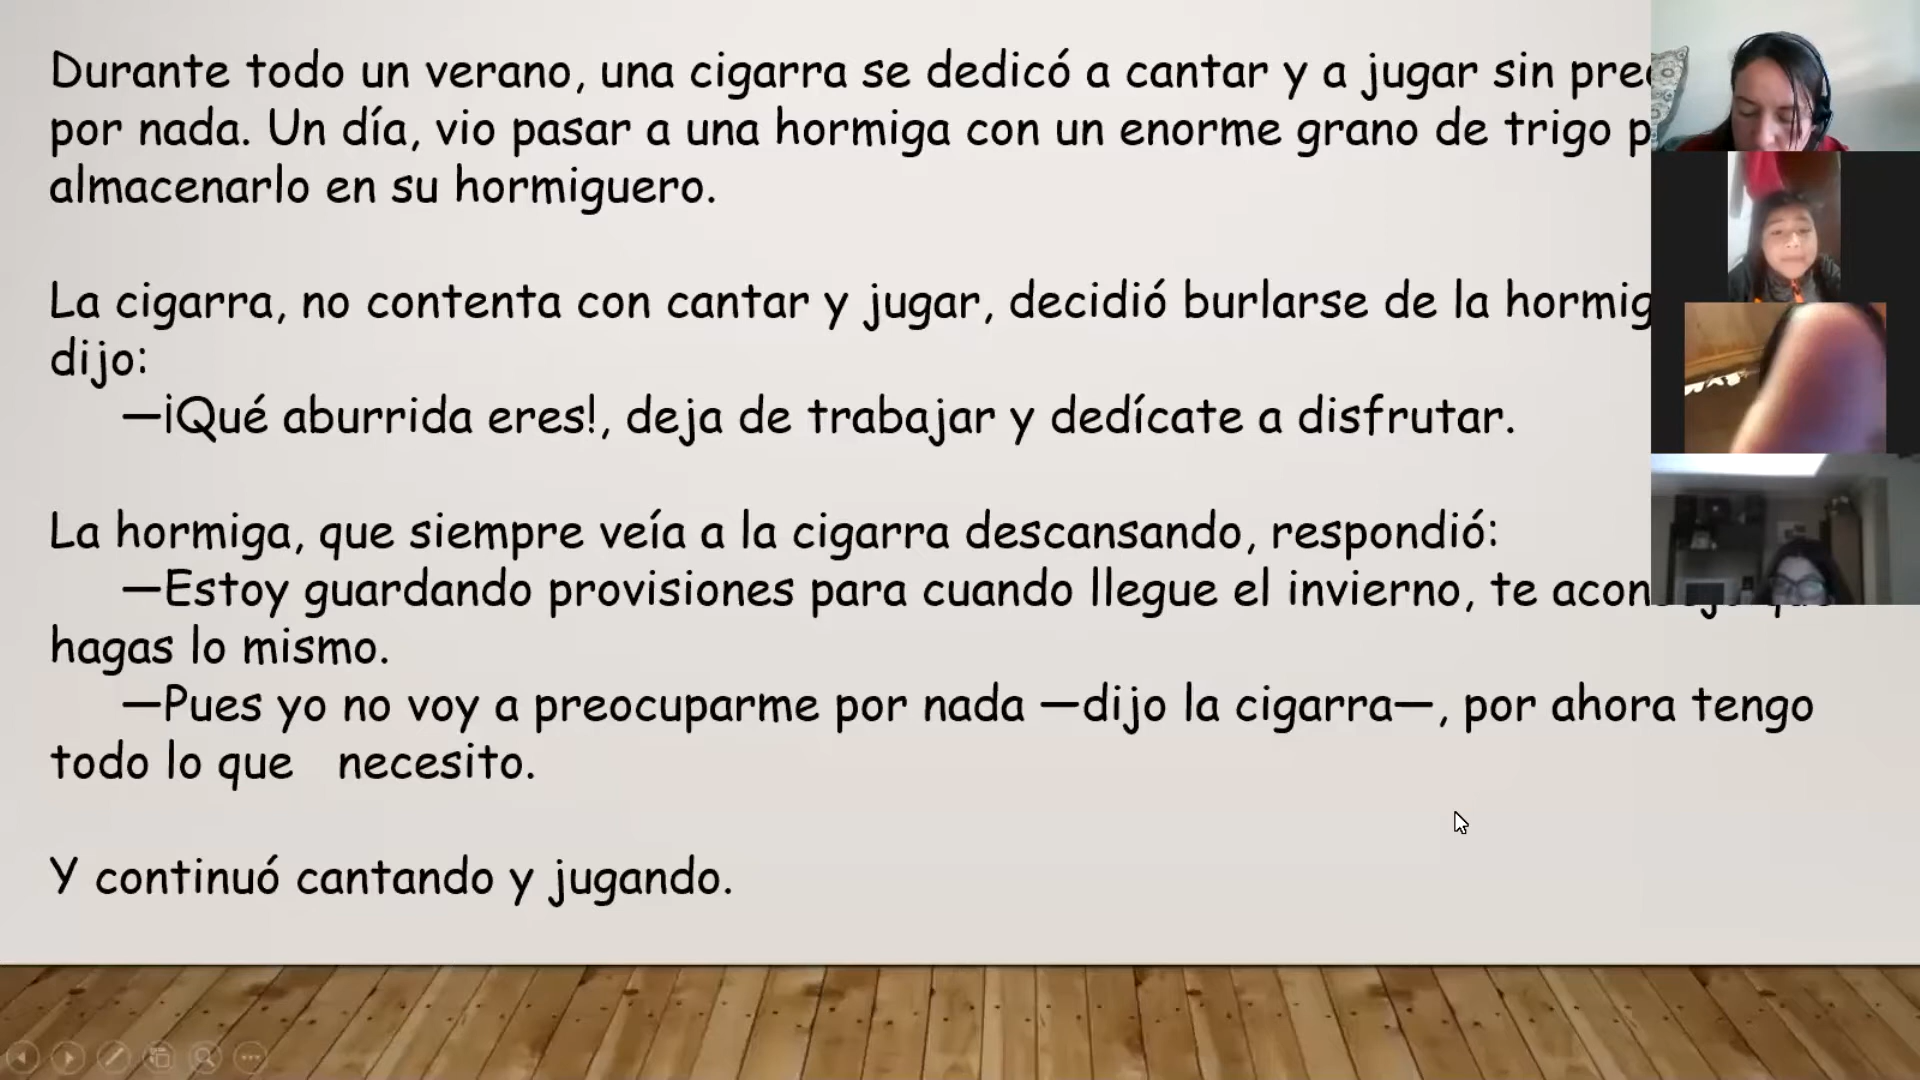 Durante todo un verano, una cigarra se dedicó a cantar y a jugar sin
por nada. Un día, vio pasar a una hormiga con un enorme grano de trigo
almacenarlo en su hormiguero.
La cigarra, no contenta con cantar y jugar, decidió burlarse de la
dijo:
—¡Qué aburrida eres!, deja de trabajar y dedícate a disfrutar.
La hormiga, que siempre veía a la cigarra descansando, respondió:
—Estoy guardando provisiones para cuando llegue el invierno, te
hagas lo mismo.
—Pues yo no voy a preocuparme por nada —dijo la cigarra—, por ahora tengo
todo lo que necesito.
Y continuó cantando y jugando.